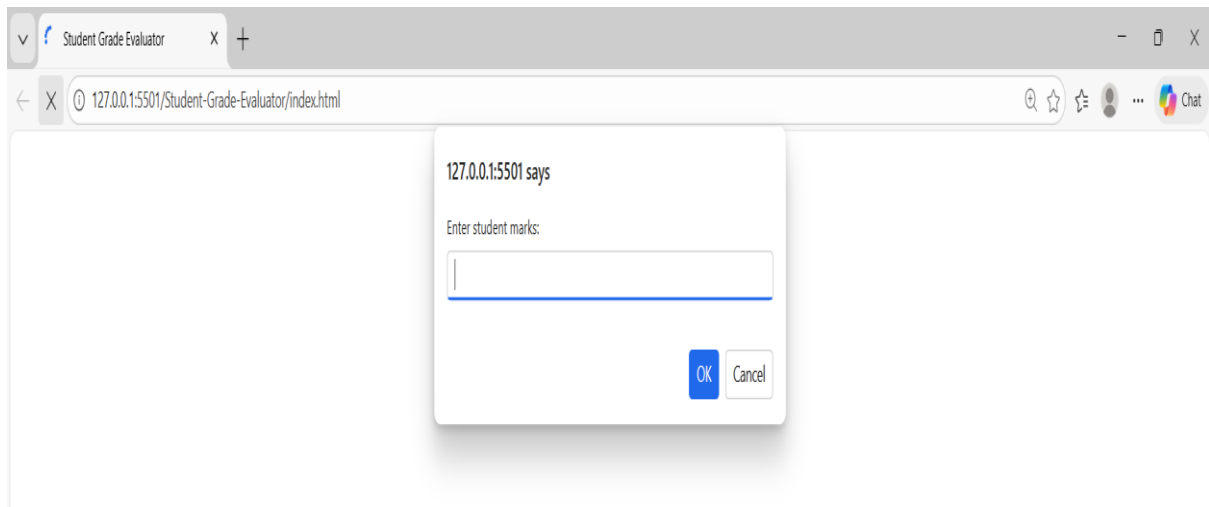 Student Grade Evaluator
127.0.0.1:5501/Student-Grade-Evaluator/index.html
Chat
127.0.0.1:5501 says
Enter student marks:
OK Cancel